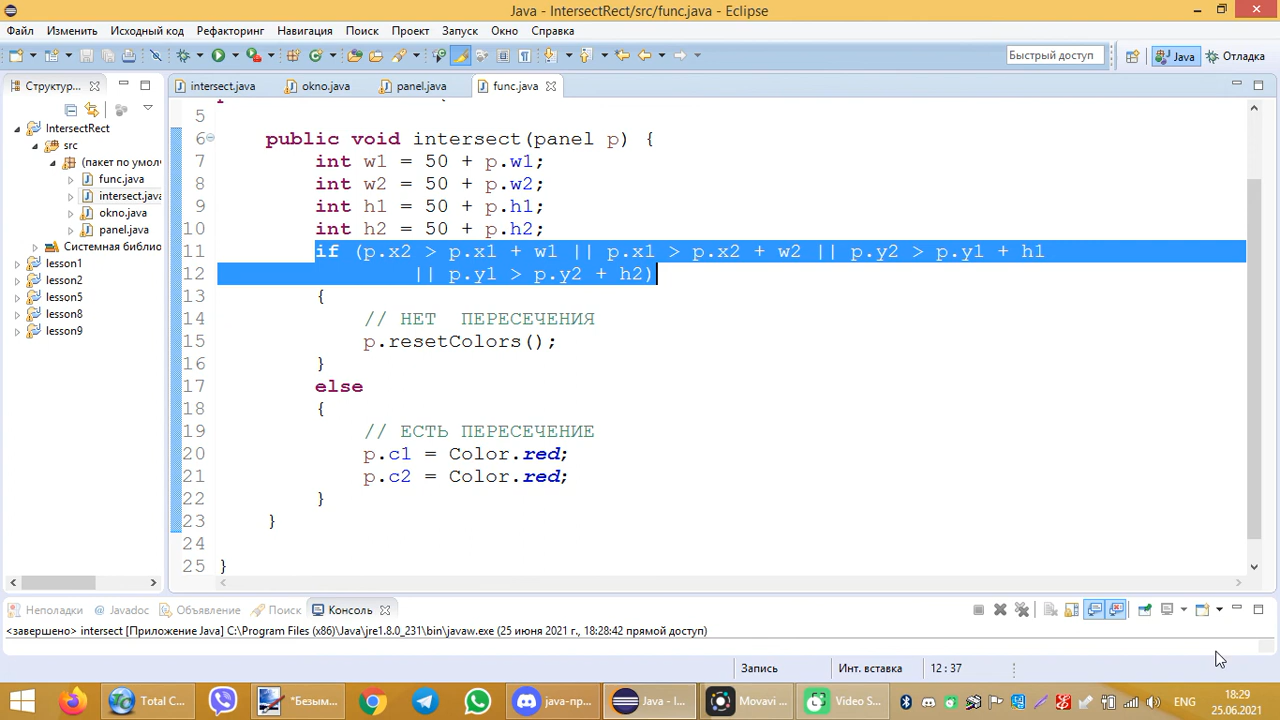 Java - IntersectRect/src/func.java - Eclipse
Файл Изменить Исходный код Рефакторинг Навигация Поиск Проект Запуск Окно Справка
Быстрый доступ Java Отладка
Структур... intersect.java okno.java panel.java func.java
IntersectRect
src
(пакет по умол
func.java
intersect.java
okno.java
panel.java
Системная библио
lesson1
lesson2
lesson5
lesson8
lesson9
5
6 public void intersect(panel p) {
7 int w1 = 50 + p.w1;
8 int w2 = 50 + p.w2;
9 int h1 = 50 + p.h1;
10 int h2 = 50 + p.h2;
11 if (p.x2 > p.x1 + w1 || p.x1 > p.x2 + w2 || p.y2 > p.y1 + h1
12 || p.y1 > p.y2 + h2)
13 {
14 // НЕТ ПЕРЕСЕЧЕНИЯ
15 p.resetColors();
16 }
17 else
18 {
19 // ЕСТЬ ПЕРЕСЕЧЕНИЕ
20 p.c1 = Color.red;
21 p.c2 = Color.red;
22 }
23 }
24
25 }
Неполадки Javadoc Объявление Поиск Консоль
<завершено> intersect [Приложение Java] C:\Program Files (x86)\Java\jre1.8.0_231\bin\javaw.exe (25 июня 2021 г., 18:28:42 прямой доступ)
Запись Инт. вставка 12 : 37
Total C... *Безым... java-пр... Java - I... Movavi ... Video S... ENG 18:29
25.06.2021